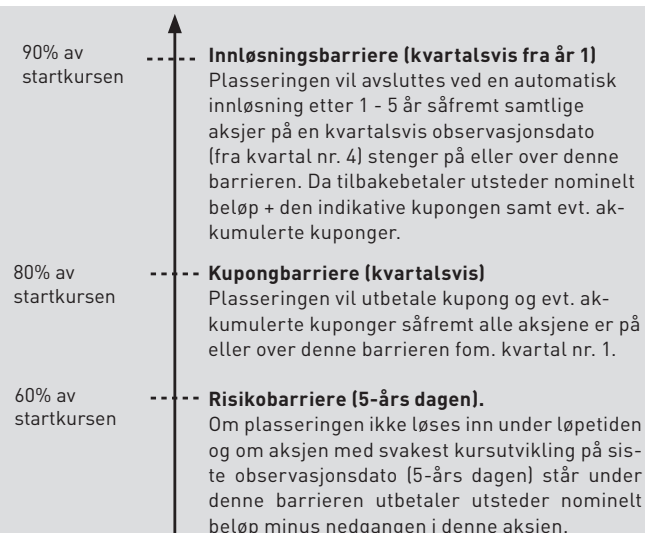 90% av
startkursen
Innløsningsbarriere (kvartalsvis fra år 1)
Plasseringen vil avsluttes ved en automatisk
innløsning etter 1 - 5 år såfremt samtlige
aksjer på en kvartalsvis observasjonsdato
(fra kvartal nr. 4) stenger på eller over denne
barrieren. Da tilbakebetaler utsteder nominelt
beløp + den indikative kupongen samt evt. ak-
kumulerte kuponger.
80% av
startkursen
Kupongbarriere (kvartalsvis)
Plasseringen vil utbetale kupong og evt. ak-
kumulerte kuponger såfremt alle aksjene er på
eller over denne barrieren fom. kvartal nr. 1.
60% av
startkursen
Risikobarriere (5-års dagen).
Om plasseringen ikke løses inn under løpetiden
og om aksjen med svakest kursutvikling på sis-
te observasjonsdato (5-års dagen) står under
denne barrieren utbetaler utsteder nominelt
beløp minus nedgangen i denne aksjen.